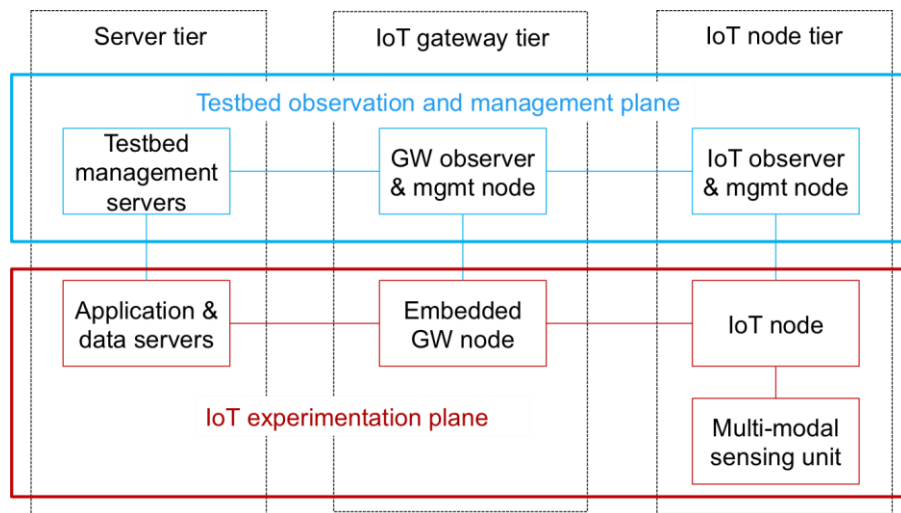 Server tier
IoT gateway tier
IoT node tier
Testbed observation and management plane
Testbed
management
servers
GW observer
& mgmt node
IoT observer
& mgmt node
Application &
data servers
Embedded
GW node
IoT node
IoT experimentation plane
Multi-modal
sensing unit